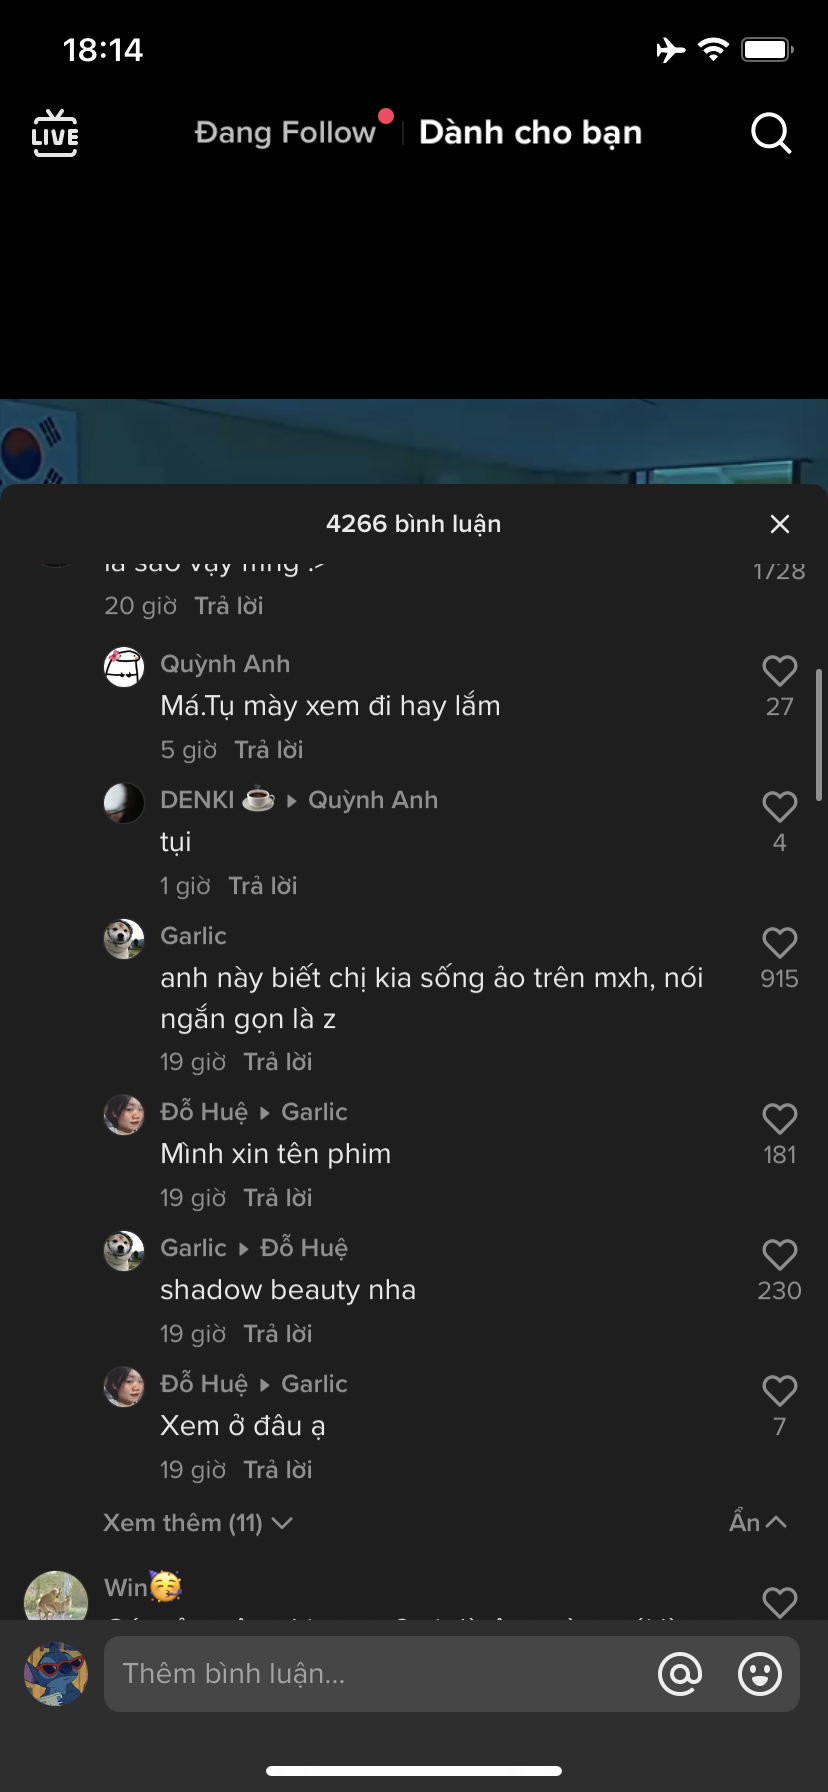 18:14
LIVE
Đang Follow
Dành cho bạn
4266 bình luận
là sao vậy mng :>
1728
20 giờ Trả lời
Quỳnh Anh
Má.Tụ mày xem đi hay lắm
27
5 giờ Trả lời
DENKI ☕ ▸ Quỳnh Anh
tụi
4
1 giờ Trả lời
Garlic
anh này biết chị kia sống ảo trên mxh, nói
915
ngắn gọn là z
19 giờ Trả lời
Đỗ Huệ ▸ Garlic
Mình xin tên phim
181
19 giờ Trả lời
Garlic ▸ Đỗ Huệ
shadow beauty nha
230
19 giờ Trả lời
Đỗ Huệ ▸ Garlic
Xem ở đâu ạ
7
19 giờ Trả lời
Xem thêm (11)
Ẩn
Win🥳
Thêm bình luận...